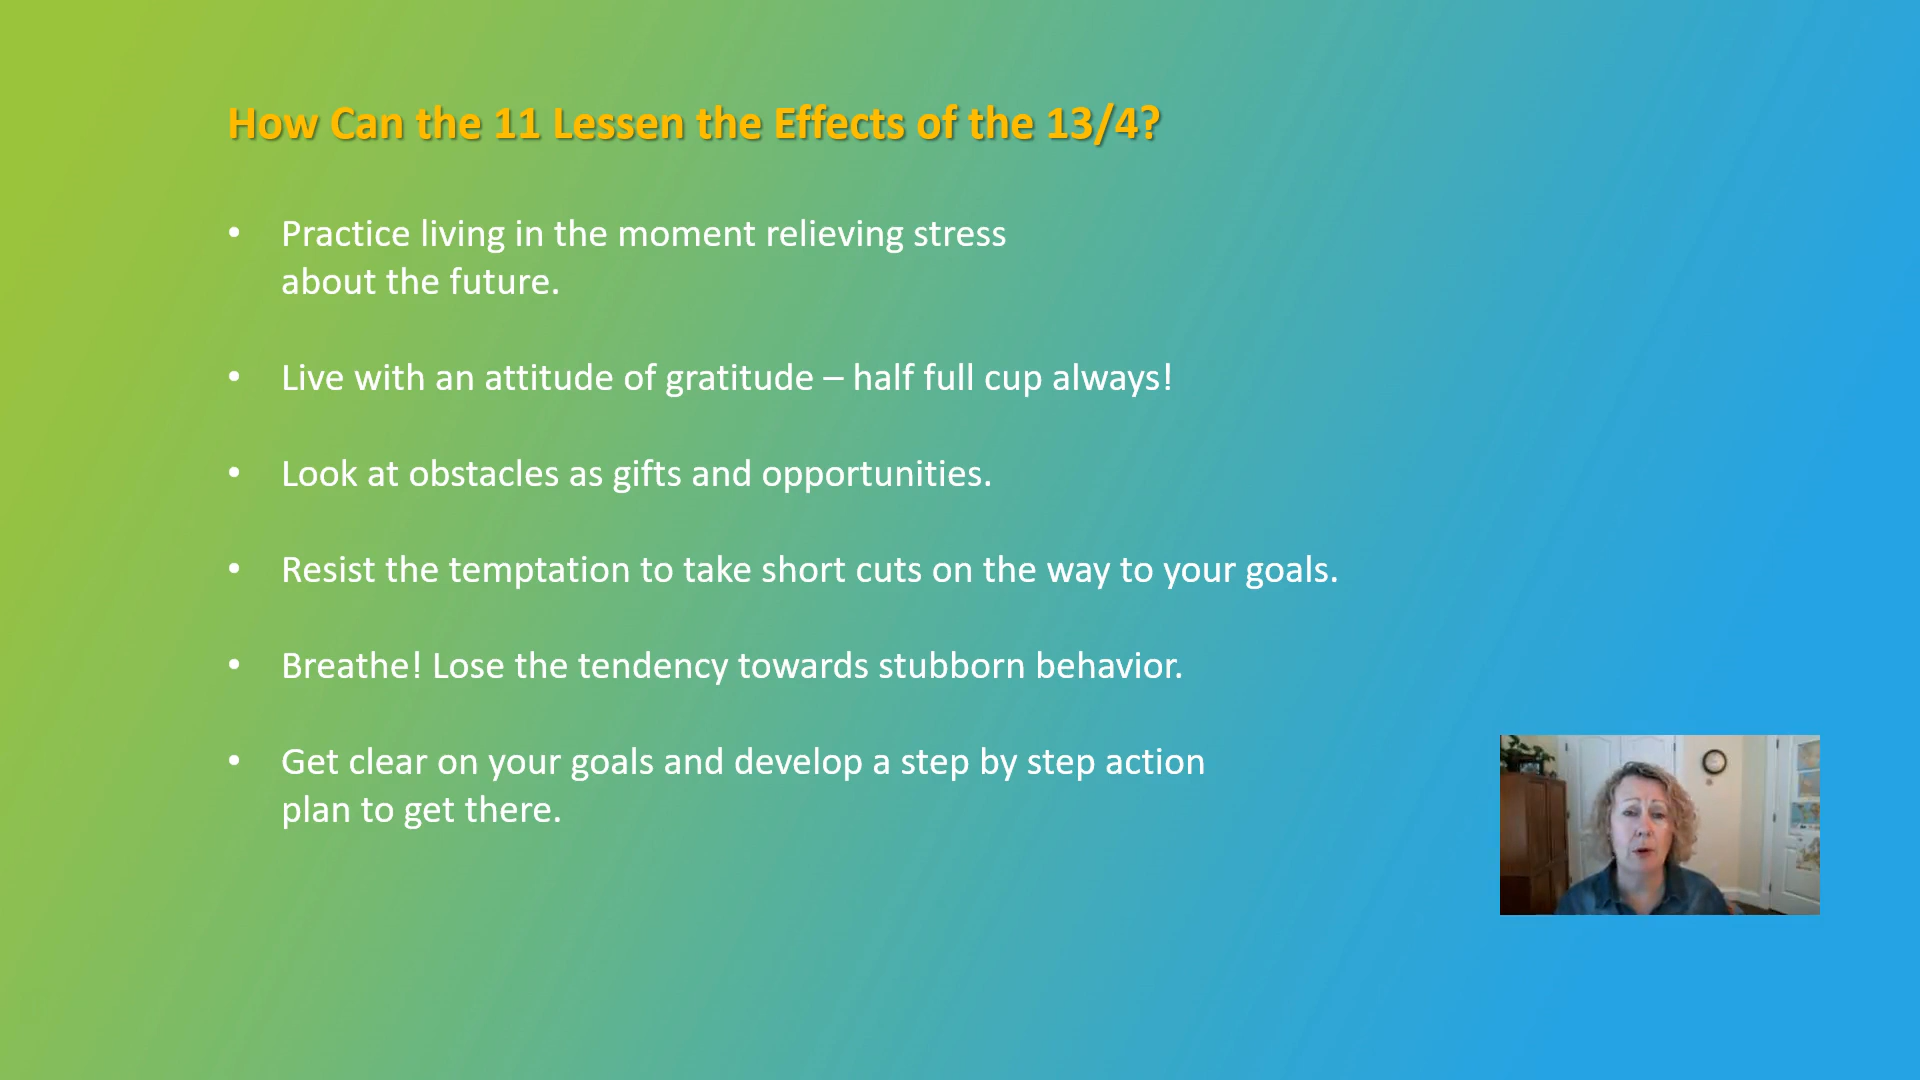 How Can the 11 Lessen the Effects of the 13/4?
• Practice living in the moment relieving stress
about the future.
• Live with an attitude of gratitude – half full cup always!
• Look at obstacles as gifts and opportunities.
• Resist the temptation to take short cuts on the way to your goals.
• Breathe! Lose the tendency towards stubborn behavior.
• Get clear on your goals and develop a step by step action
plan to get there.